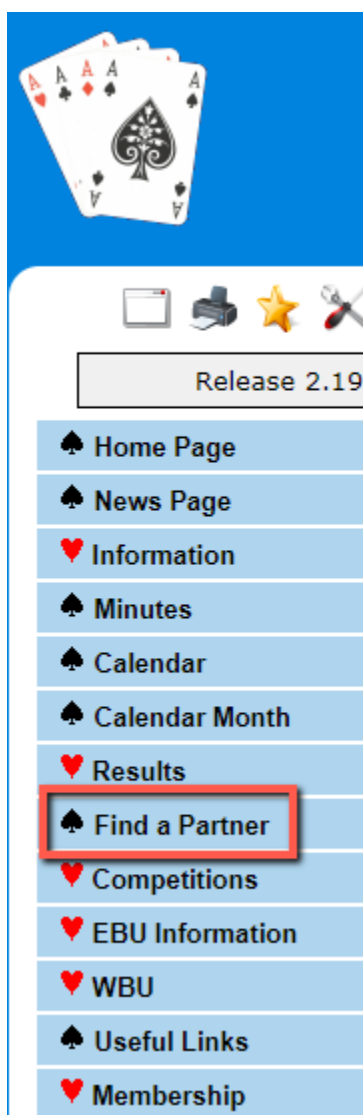 Release 2.19
Home Page
News Page
Information
Minutes
Calendar
Calendar Month
Results
Find a Partner
Competitions
EBU Information
WBU
Useful Links
Membership